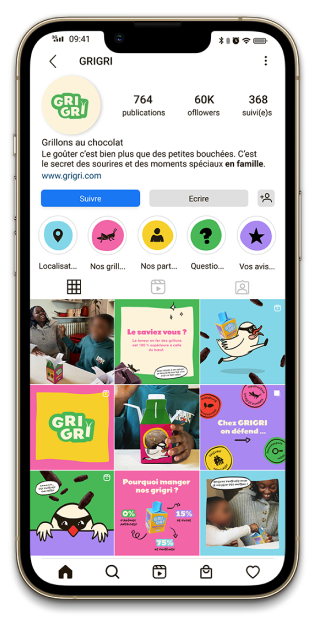 09:41
GRIGRI
GRI
GRI
764
60K
368
publications
ofllowers
suivi(e)s
Grillons au chocolat
Le goûter c'est bien plus que des petites bouchées. C'est
le secret des sourires et des moments spéciaux en famille.
www.grigri.com
Suivre
Ecrire
Localisat...
Nos grill...
Nos part...
Questio...
Vos avis...
Le saviez vous ?
GRI
GRI
Chez GRIGRI
on défend ...
Pourquoi manger
nos grigri ?
0%
15%
75%